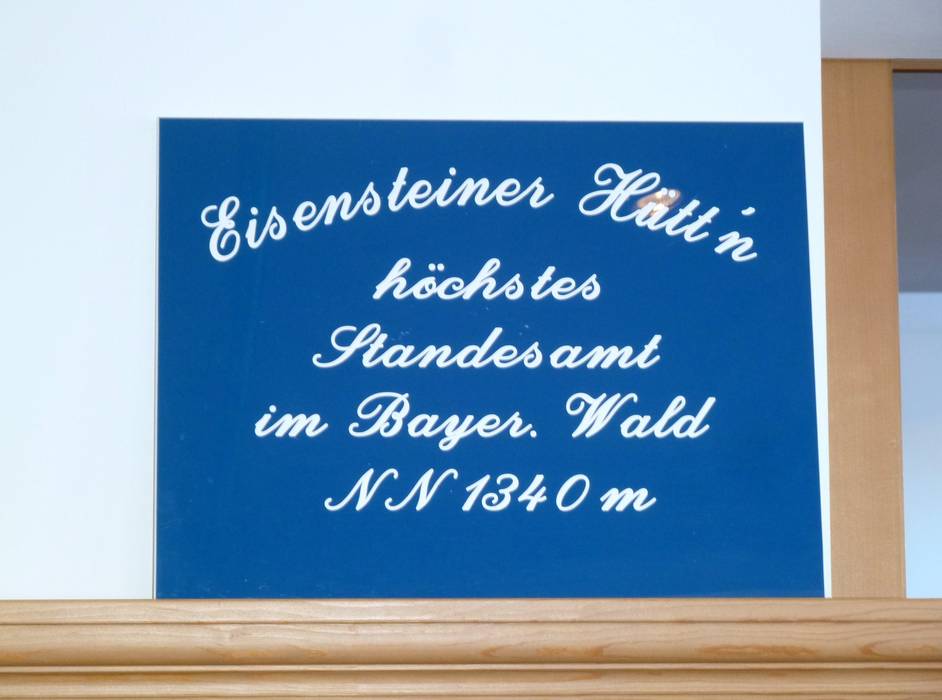 Eisensteiner Hütt'n
höchstes
Standesamt
im Bayer. Wald
NN 1340 m